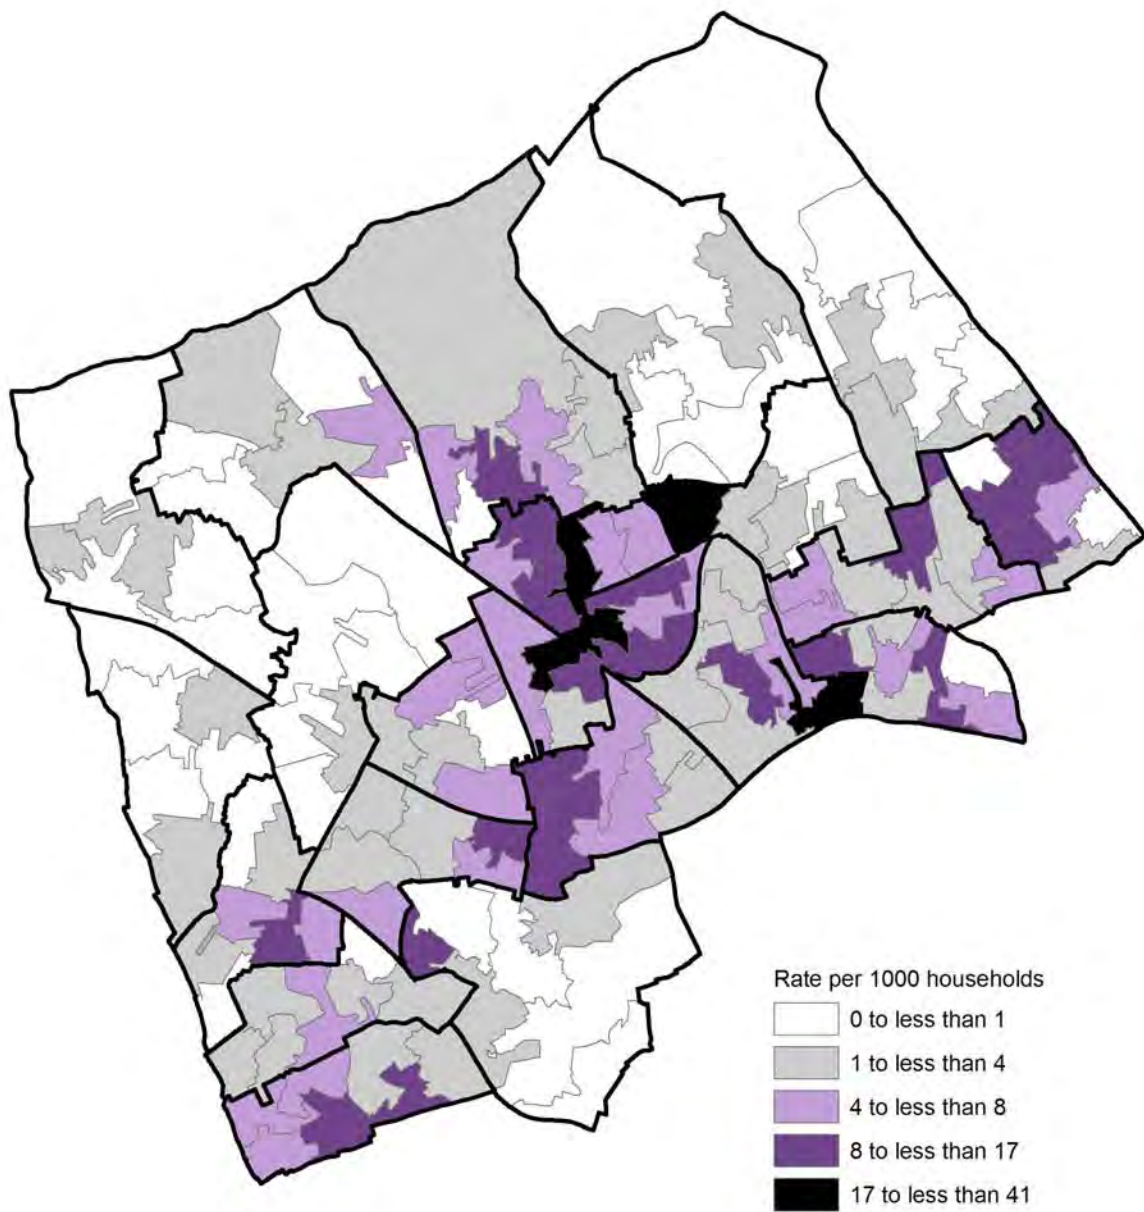 Rate per 1000 households
0 to less than 1
1 to less than 4
4 to less than 8
8 to less than 17
17 to less than 41